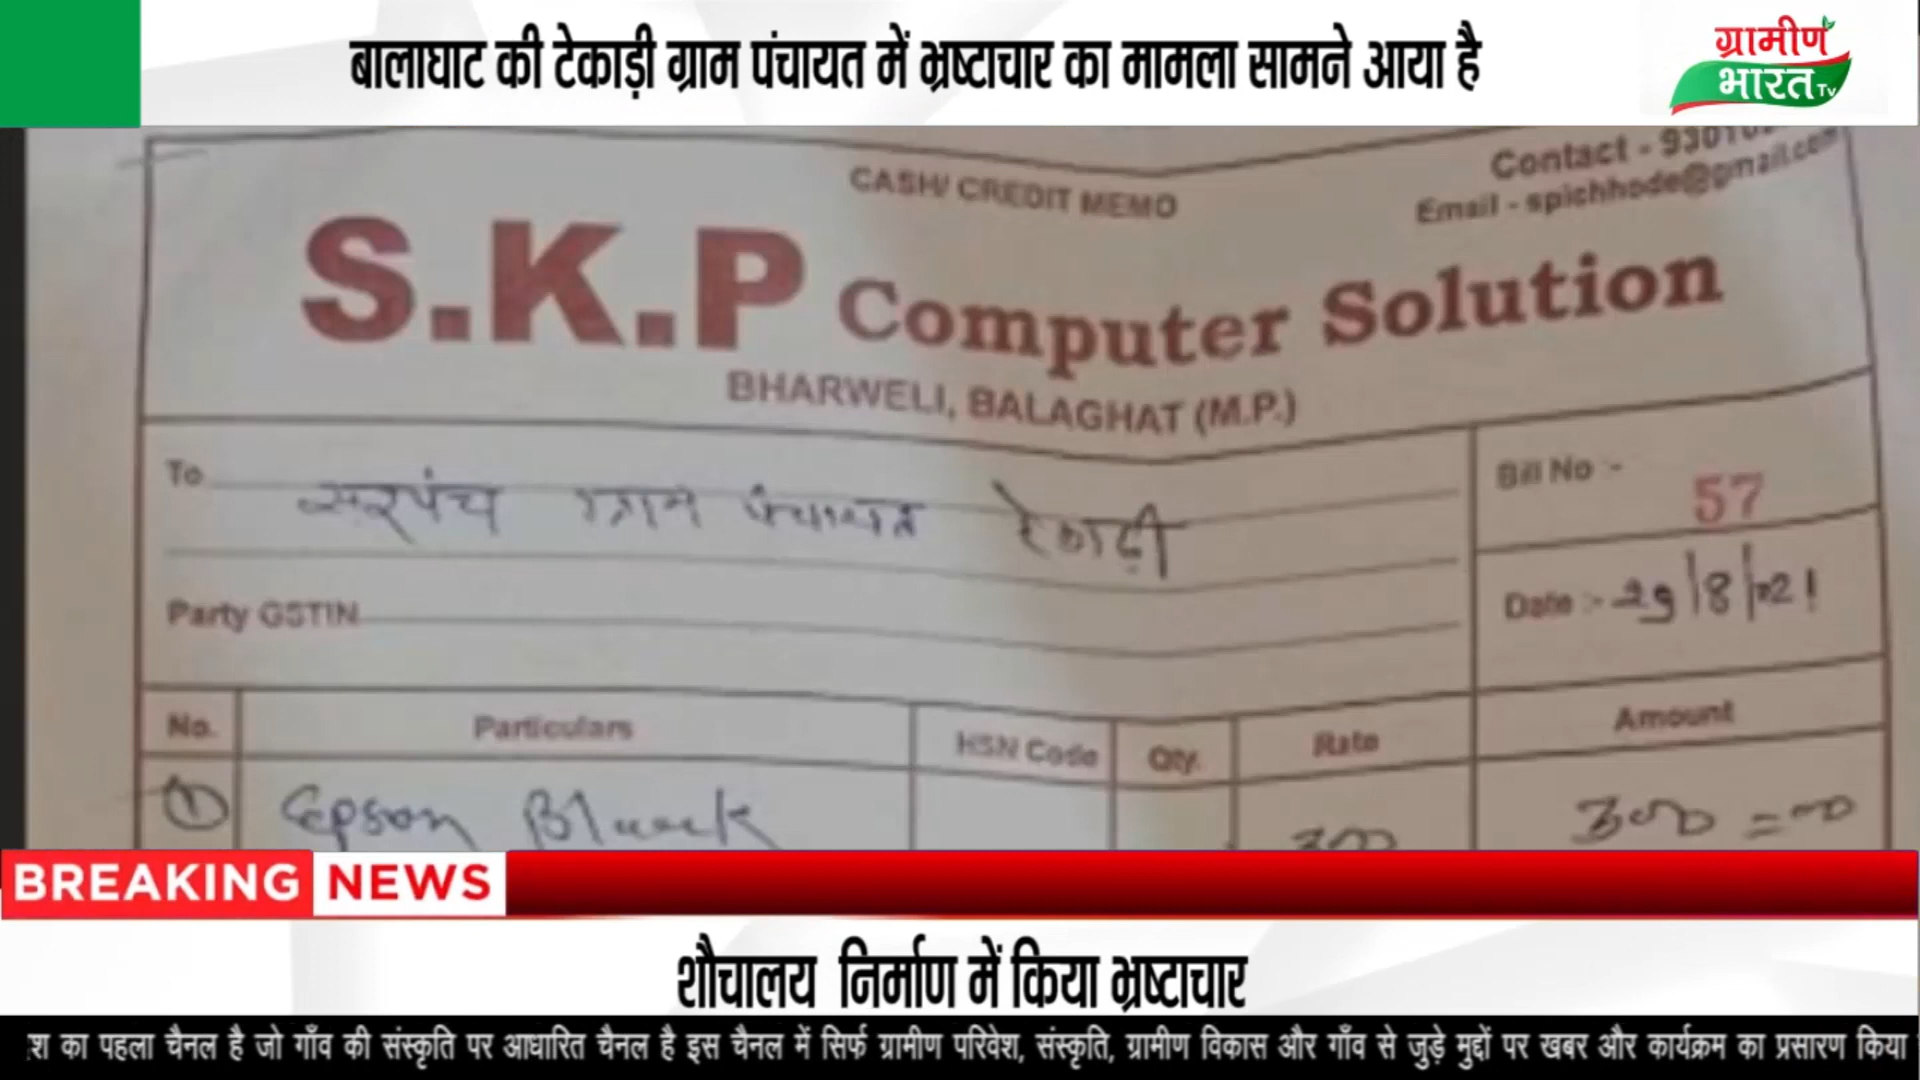 बालाघाट की टेकाड़ी ग्राम पंचायत में भ्रष्टाचार का मामला सामने आया है
ग्रामीण
भारत Tv
CASH/ CREDIT MEMO
Contact - 93010
Email - spichhode@gmail.com
S.K.P Computer Solution
BHARWELI, BALAGHAT (M.P.)
To सरपंच ग्राम पंचायत टेकाड़ी
Bill No :- 57
Party GSTIN
Date :- 29/8/021
No. Particulars HSN Code Qty. Rate Amount
① Epson Black 300 300=00
BREAKING NEWS
शौचालय निर्माण में किया भ्रष्टाचार
श का पहला चैनल है जो गाँव की संस्कृति पर आधारित चैनल है इस चैनल में सिर्फ ग्रामीण परिवेश, संस्कृति, ग्रामीण विकास और गाँव से जुड़े मुद्दों पर खबर और कार्यक्रम का प्रसारण किया